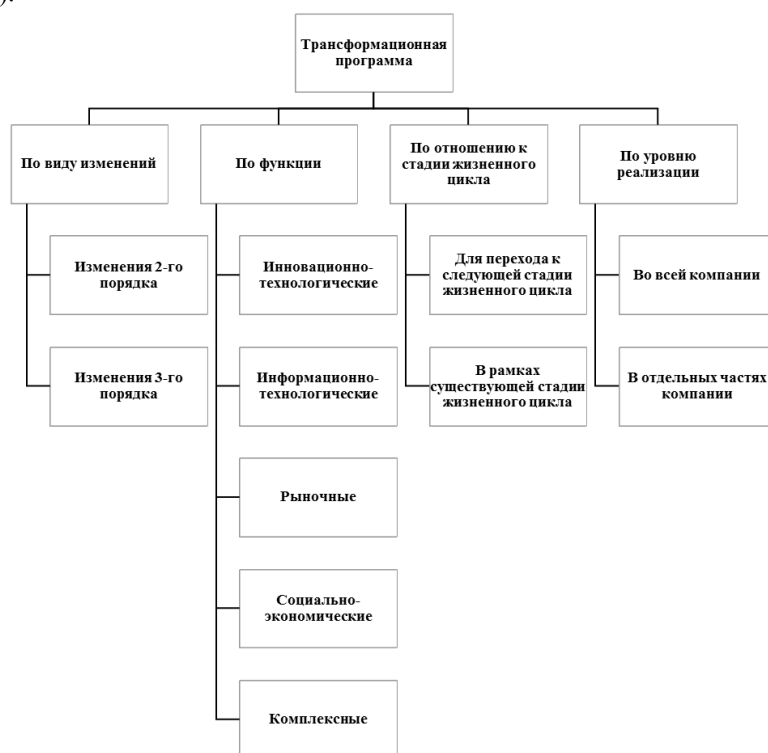 ).
Трансформационная
программа
По виду изменений
По функции
По отношению к
стадии жизненного
цикла
По уровню
реализации
Изменения 2-го
порядка
Инновационно-
технологические
Для перехода к
следующей стадии
жизненного цикла
Во всей компании
Изменения 3-го
порядка
Информационно-
технологические
В рамках
существующей стадии
жизненного цикла
В отдельных частях
компании
Рыночные
Социально-
экономические
Комплексные